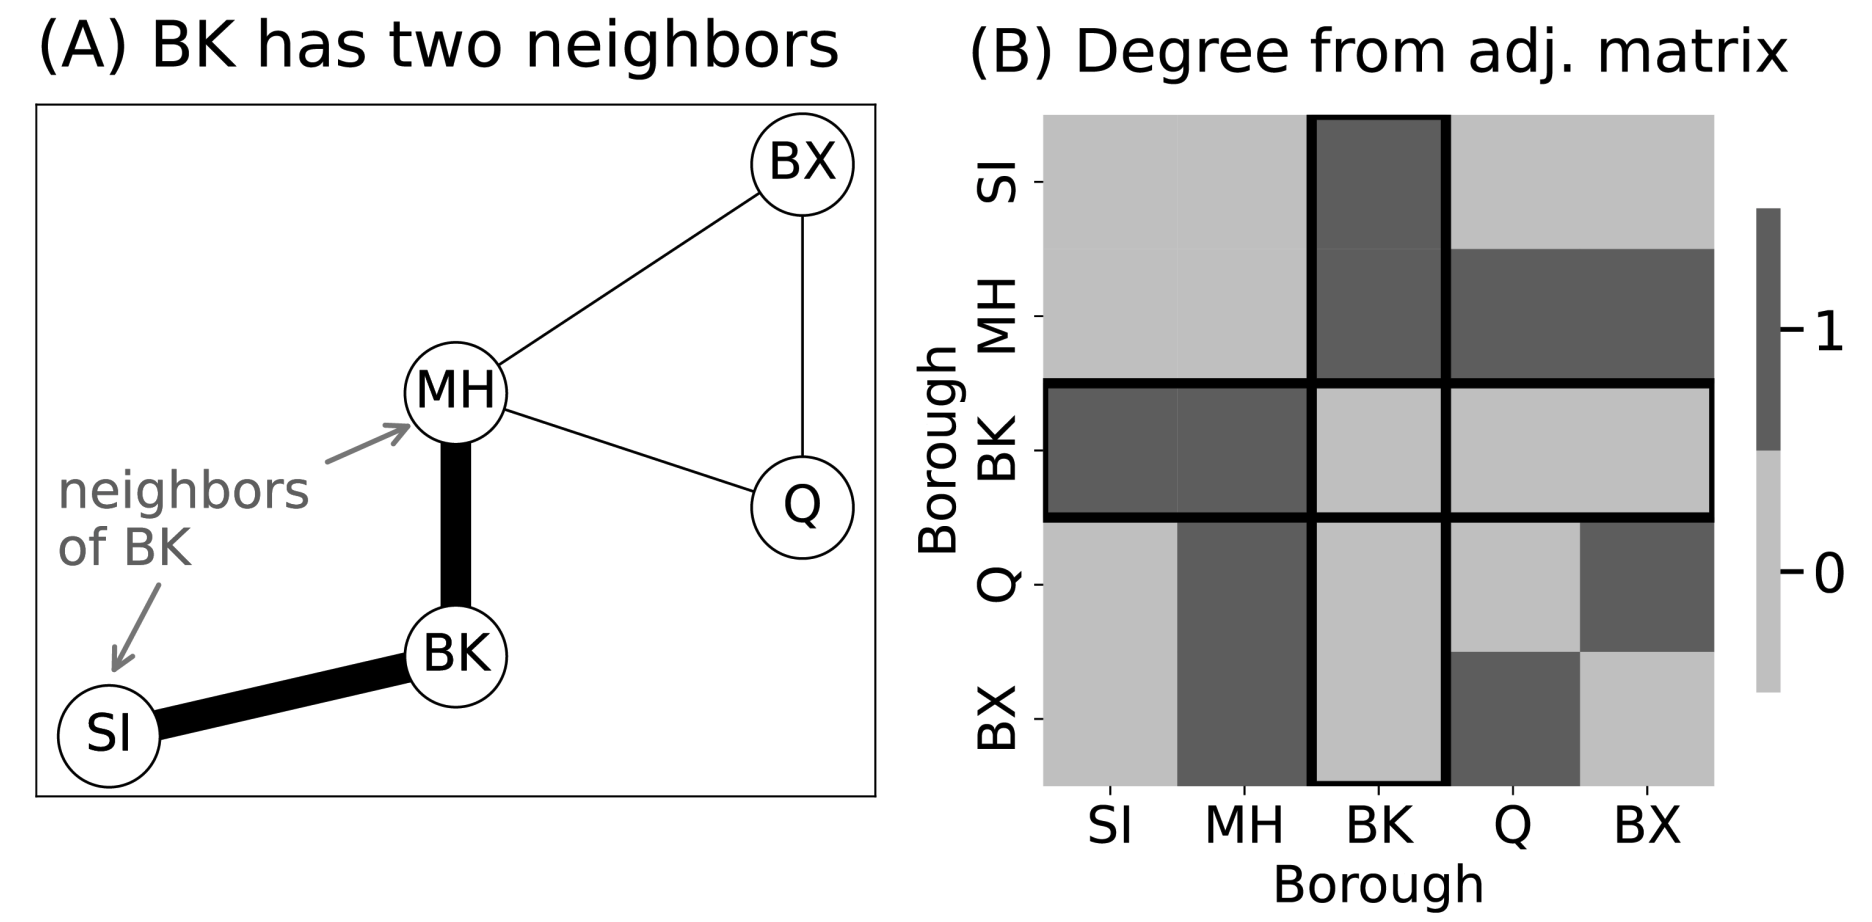 (A) BK has two neighbors
BX
MH
neighbors
of BK
Q
BK
SI
(B) Degree from adj. matrix
Borough
SI
MH
BK
Q
BX
SI MH BK Q BX
Borough
1
0